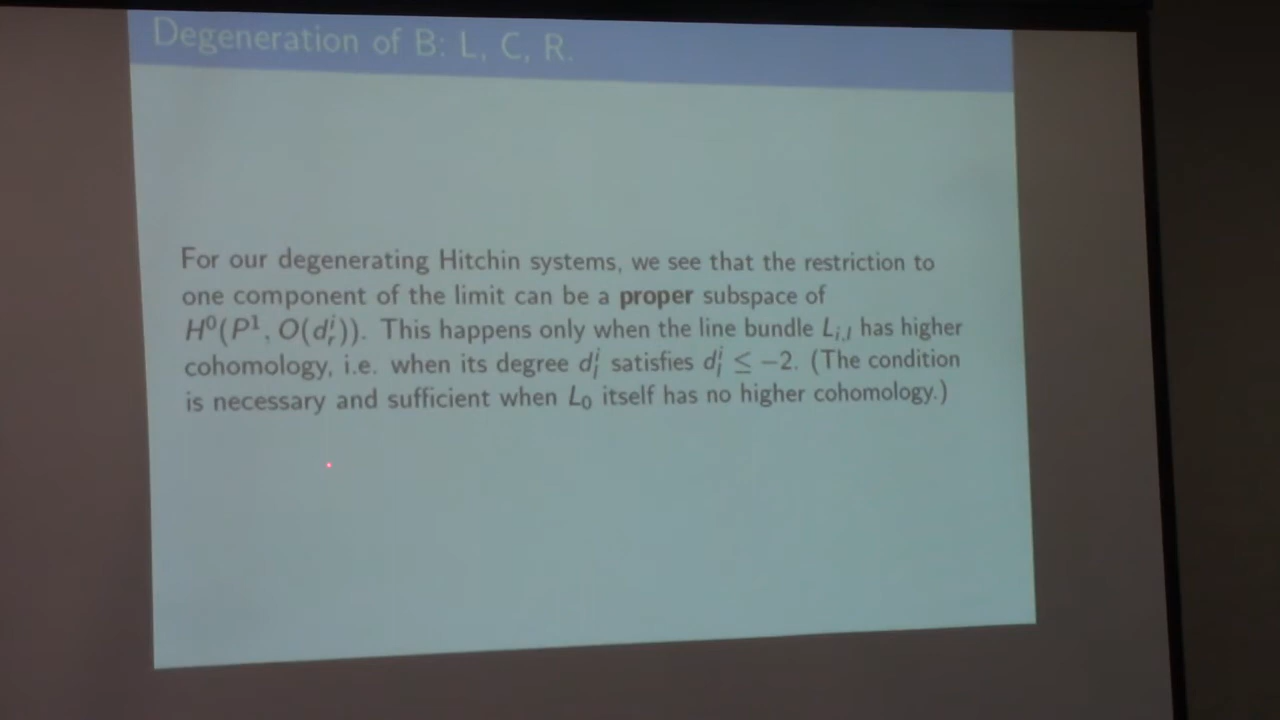 Degeneration of B: L, C, R.
For our degenerating Hitchin systems, we see that the restriction to
one component of the limit can be a proper subspace of
H⁰(P¹, O(dᵣⁱ)). This happens only when the line bundle Lᵢ,ₗ has higher
cohomology, i.e. when its degree dₗⁱ satisfies dₗⁱ ≤ −2. (The condition
is necessary and sufficient when L₀ itself has no higher cohomology.)